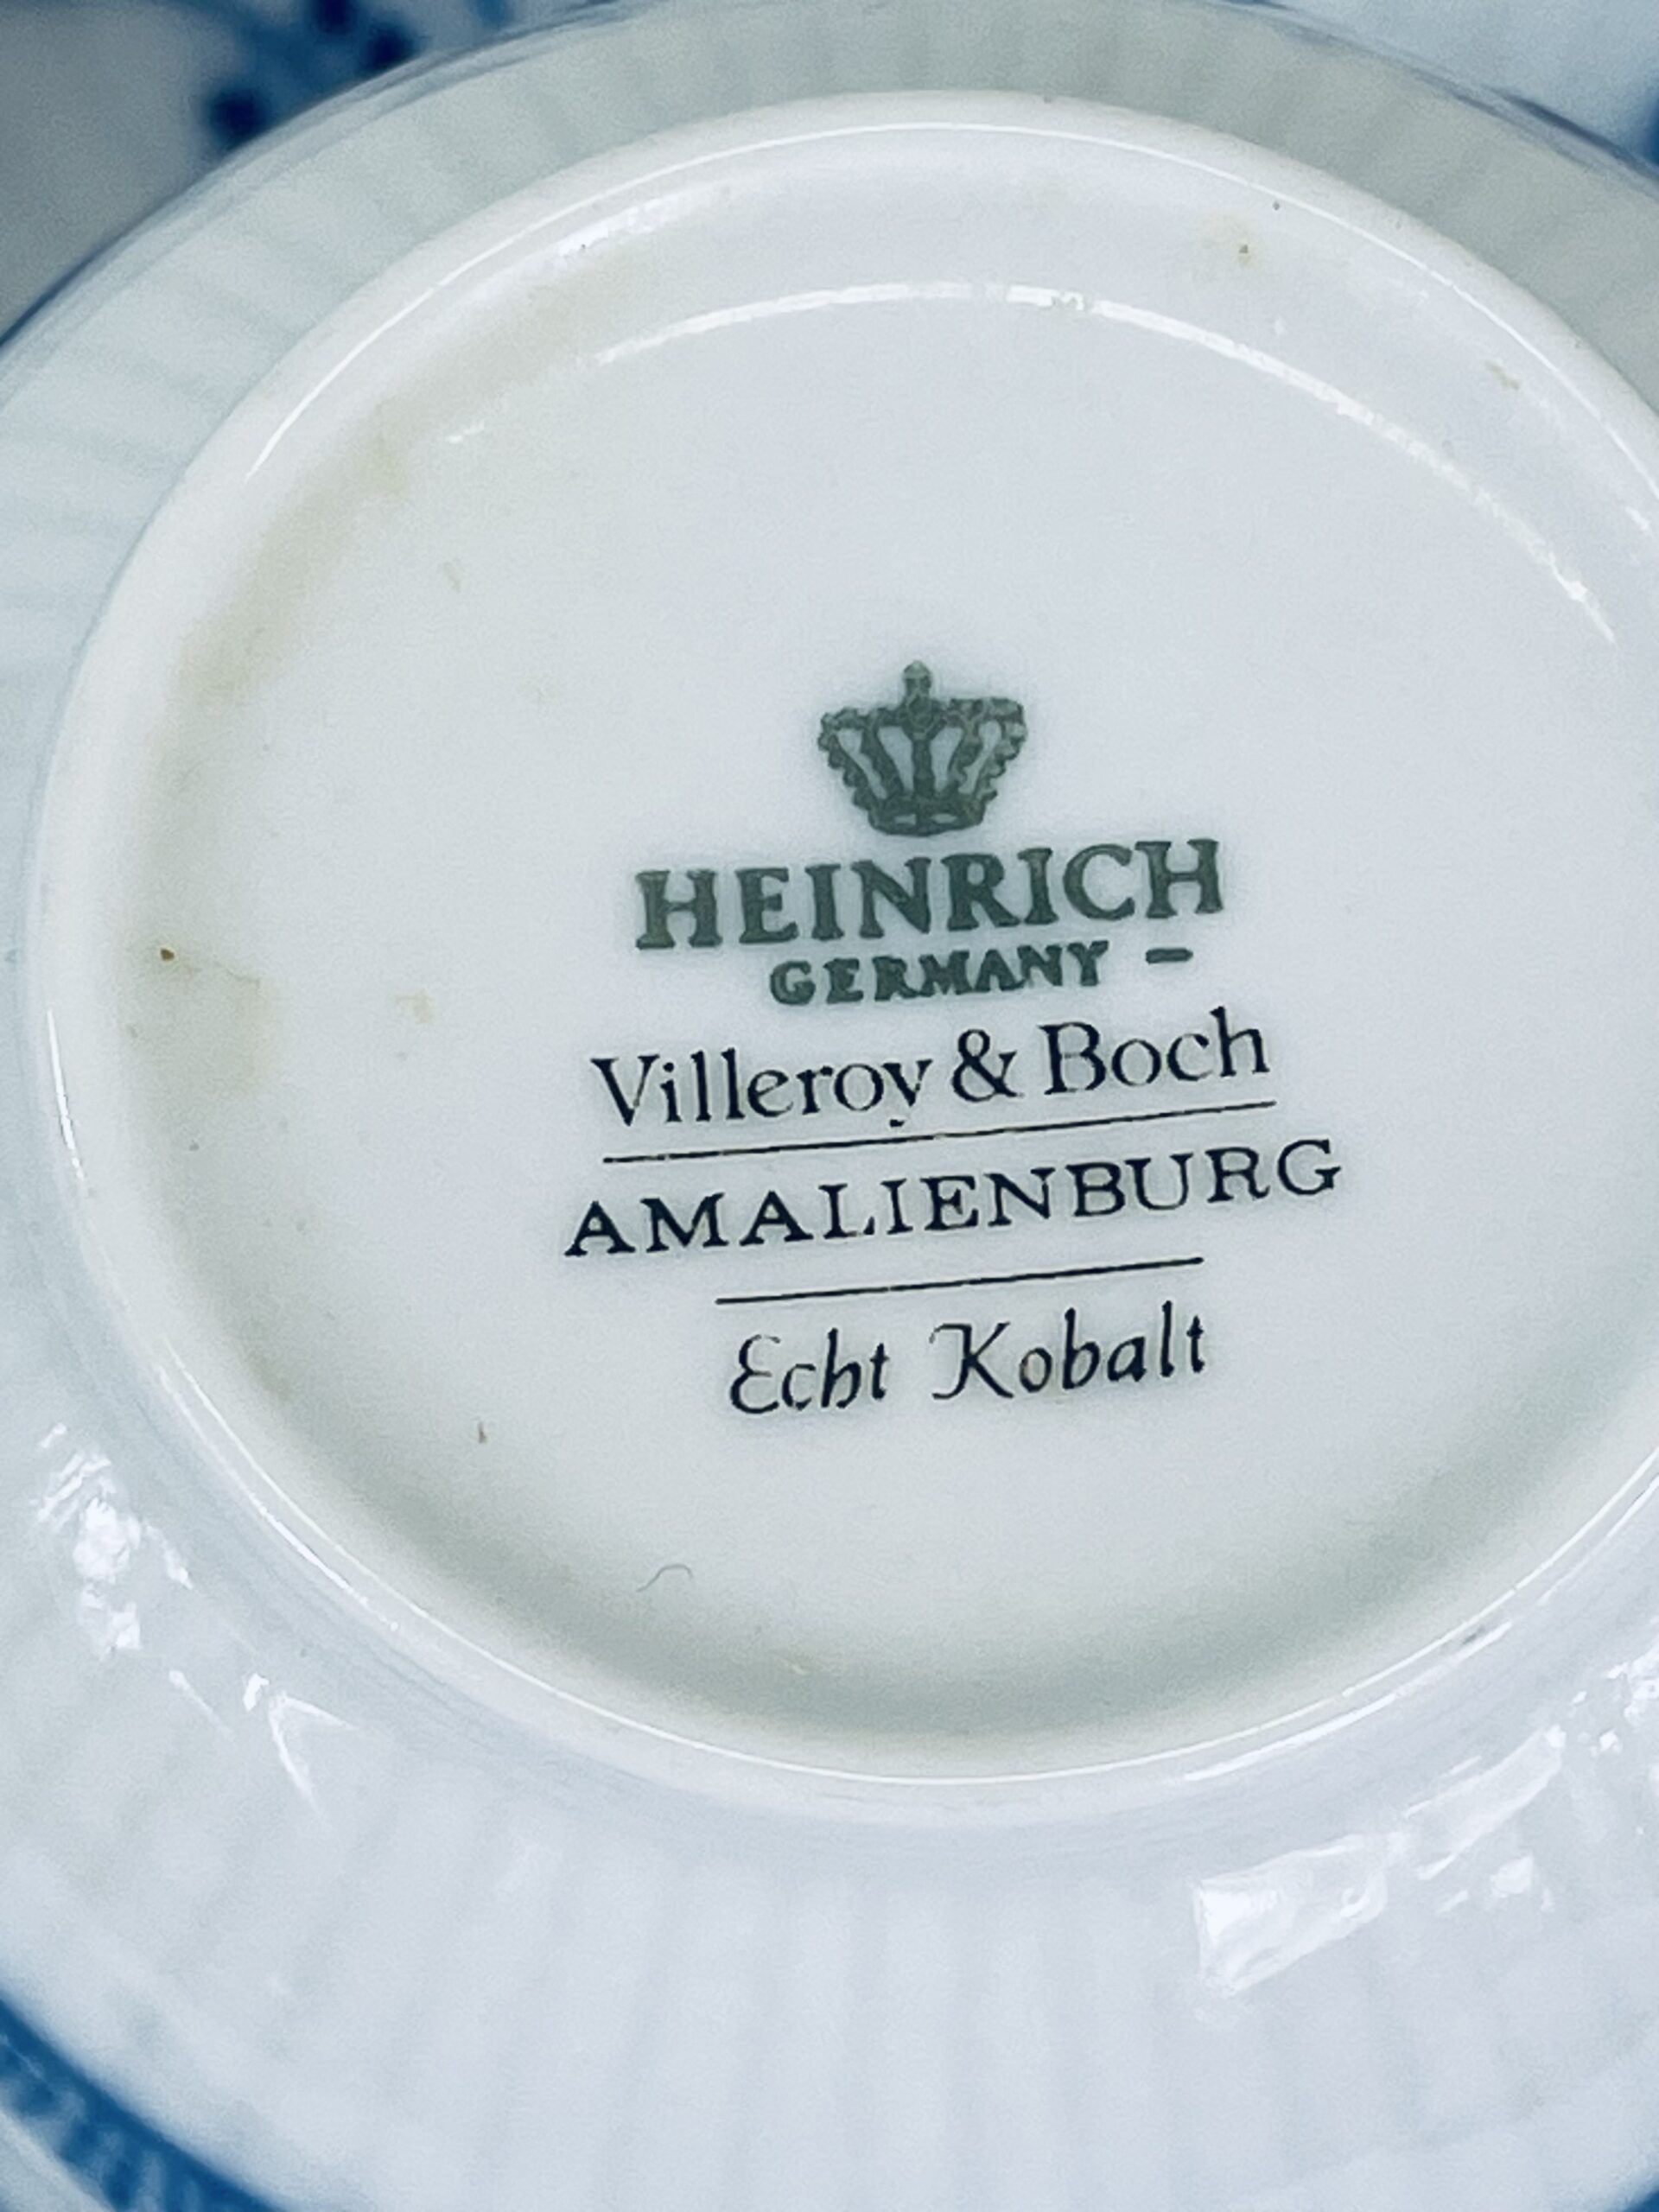 HEINRICH
GERMANY –
Villeroy & Boch
AMALIENBURG
Echt Kobalt